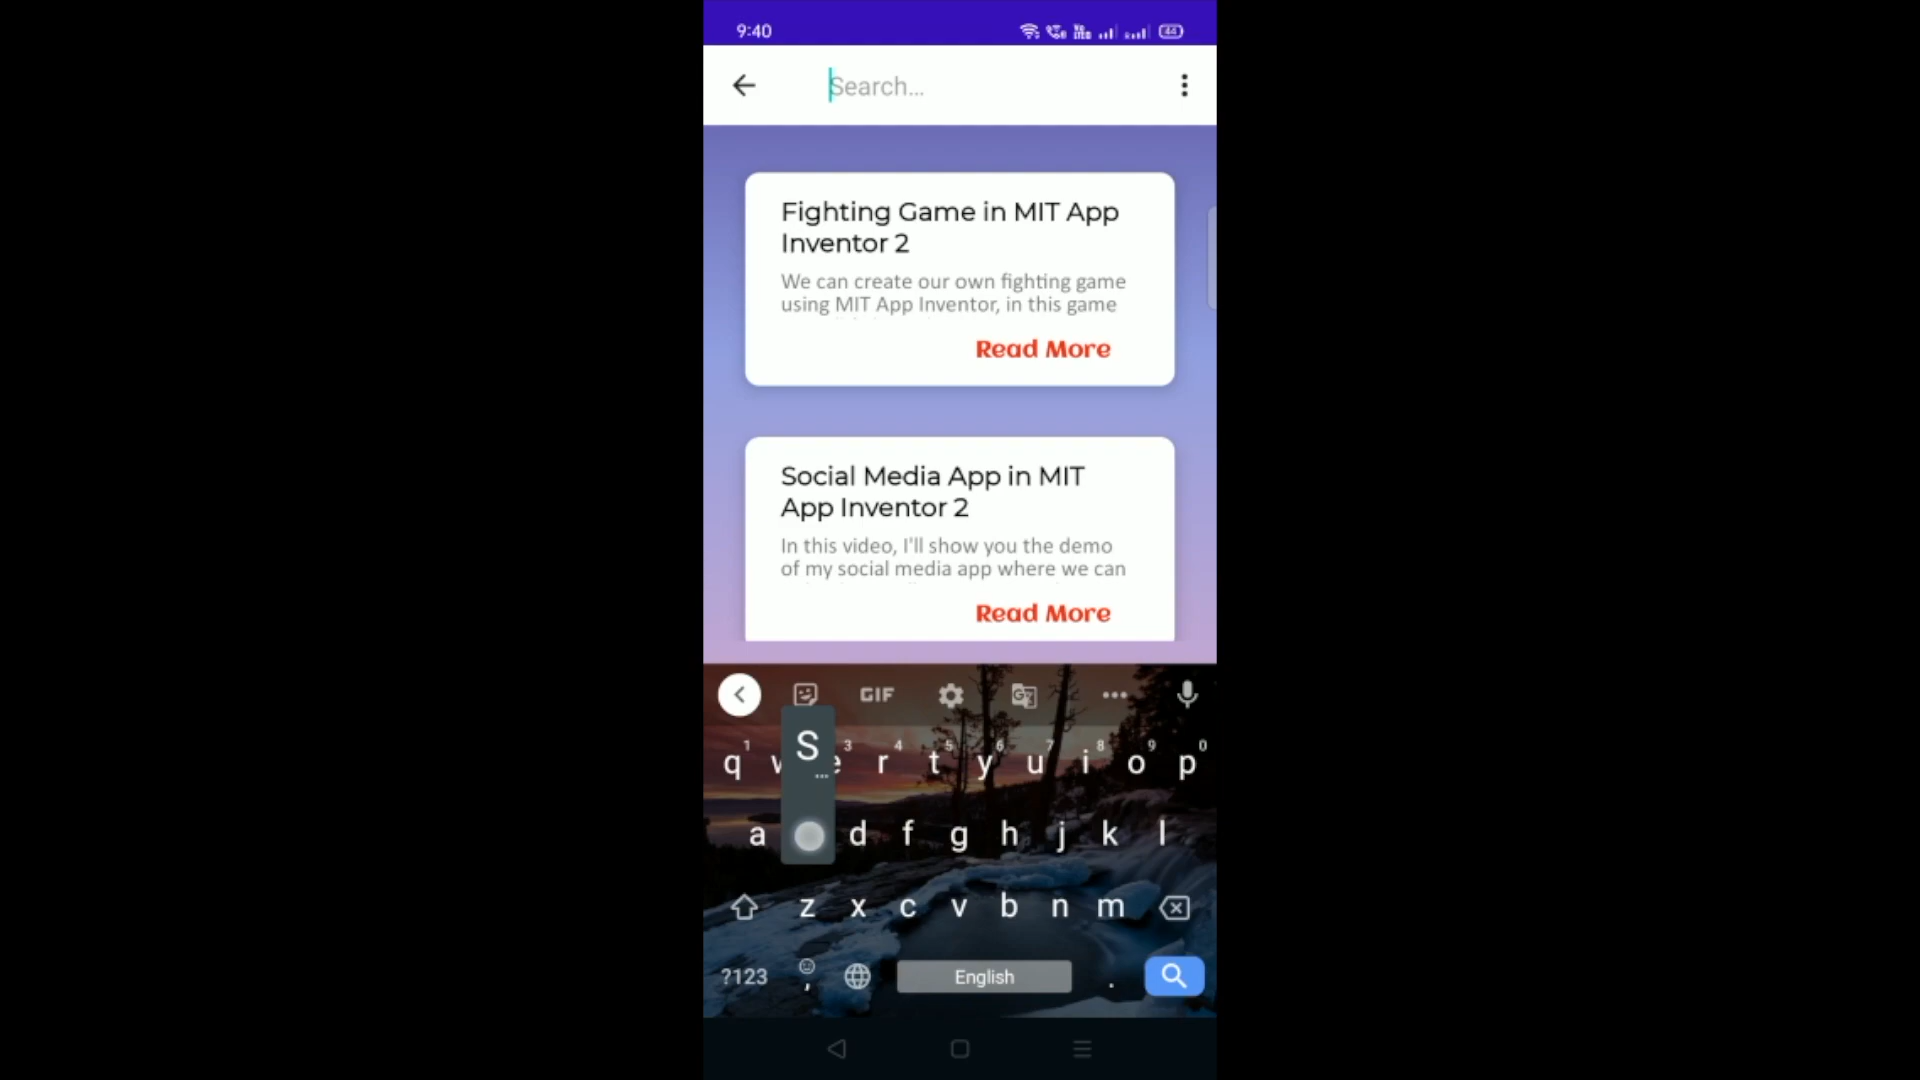 9:40
44
Search...
Fighting Game in MIT App
Inventor 2
We can create our own fighting game
using MIT App Inventor, in this game
Read More
Social Media App in MIT
App Inventor 2
In this video, I'll show you the demo
of my social media app where we can
Read More
GIF
S
...
1 3 4 5 6 7 8 9 0
q e r t y u i o p
a d f g h j k l
z x c v b n m
?123 , English .